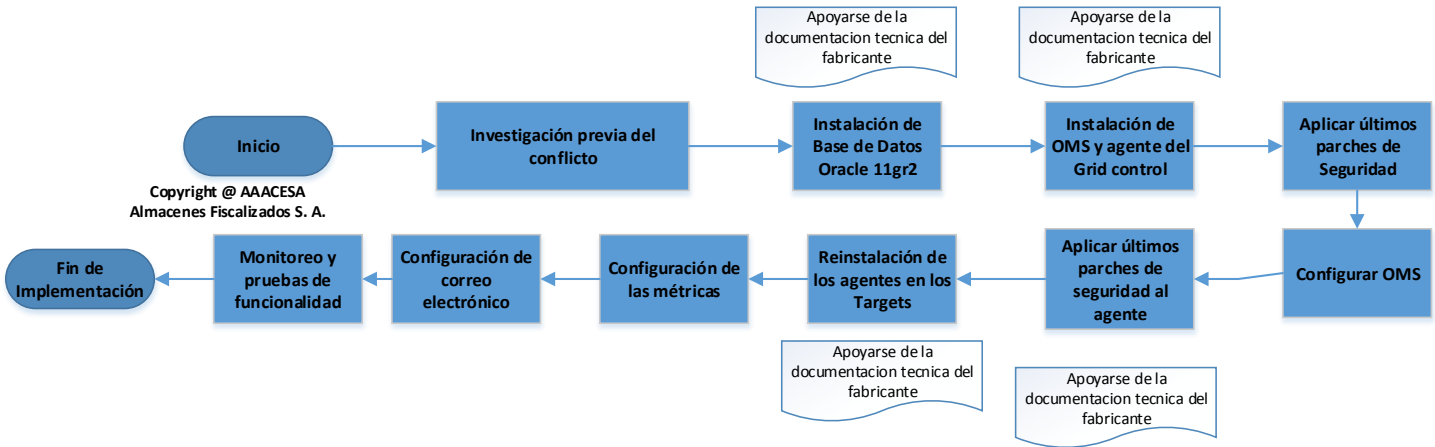 Apoyarse de la
documentacion tecnica del
fabricante
Apoyarse de la
documentacion tecnica del
fabricante
Inicio
Investigación previa del
conflicto
Instalación de
Base de Datos
Oracle 11gr2
Instalación de
OMS y agente del
Grid control
Aplicar últimos
parches de
Seguridad
Copyright @ AAACESA
Almacenes Fiscalizados S. A.
Configurar OMS
Aplicar últimos
parches de
seguridad al
agente
Reinstalación de
los agentes en los
Targets
Configuración de
las métricas
Configuración de
correo
electrónico
Monitoreo y
pruebas de
funcionalidad
Fin de
Implementación
Apoyarse de la
documentacion tecnica del
fabricante
Apoyarse de la
documentacion tecnica del
fabricante